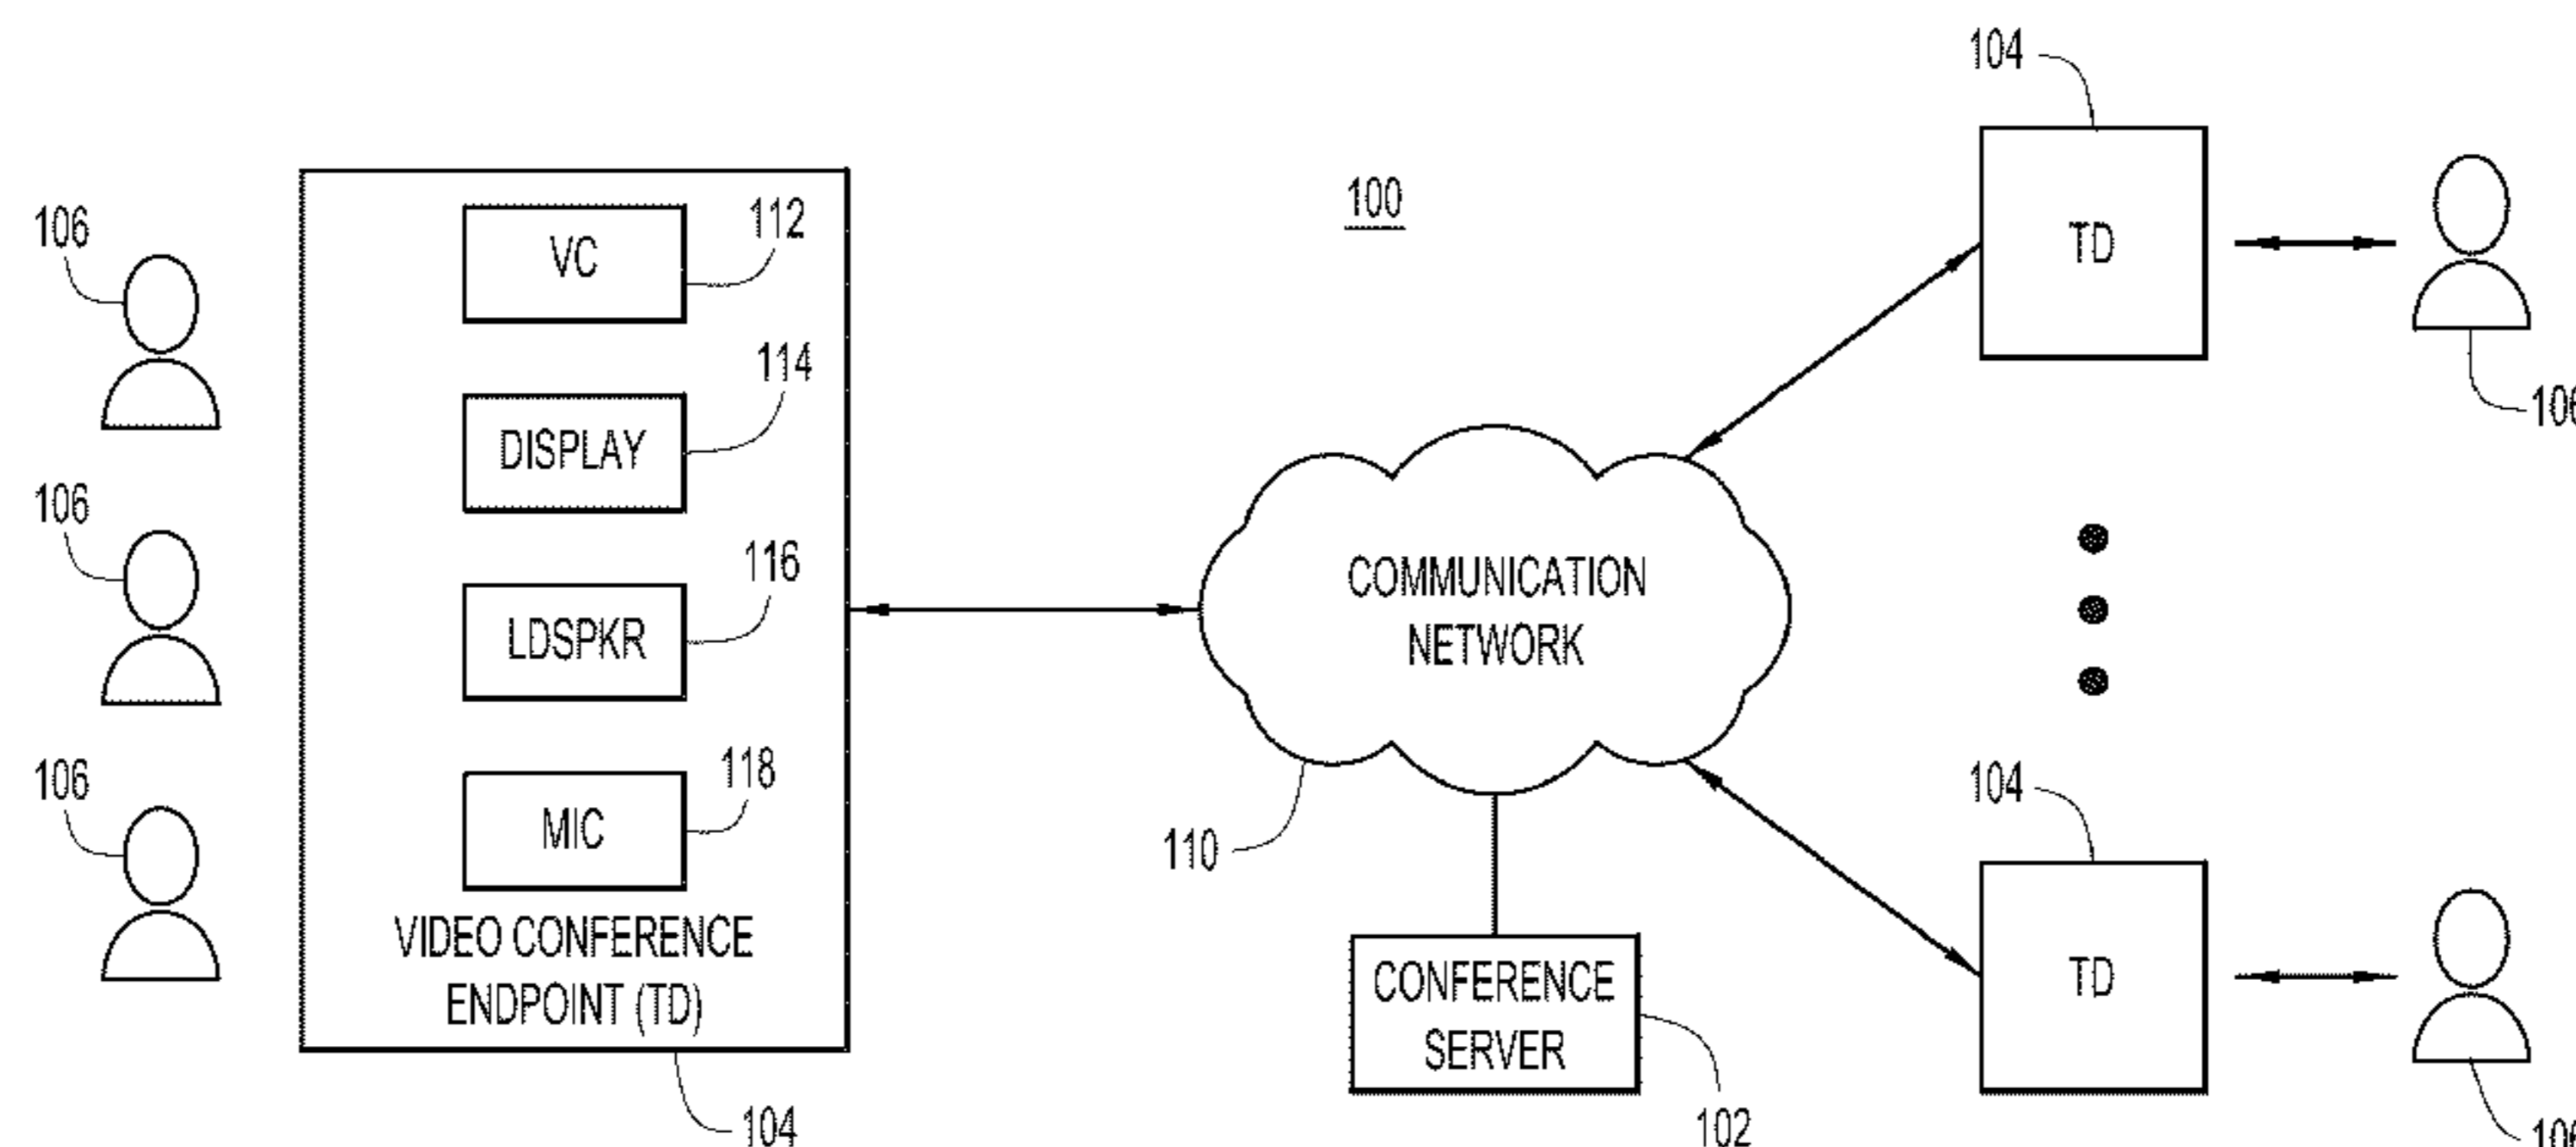 104
100
106
VC
112
TD
DISPLAY
114
106
106
LDSPKR
116
COMMUNICATION
NETWORK
106
MIC
118
104
110
VIDEO CONFERENCE
ENDPOINT (TD)
CONFERENCE
SERVER
TD
104
102
106